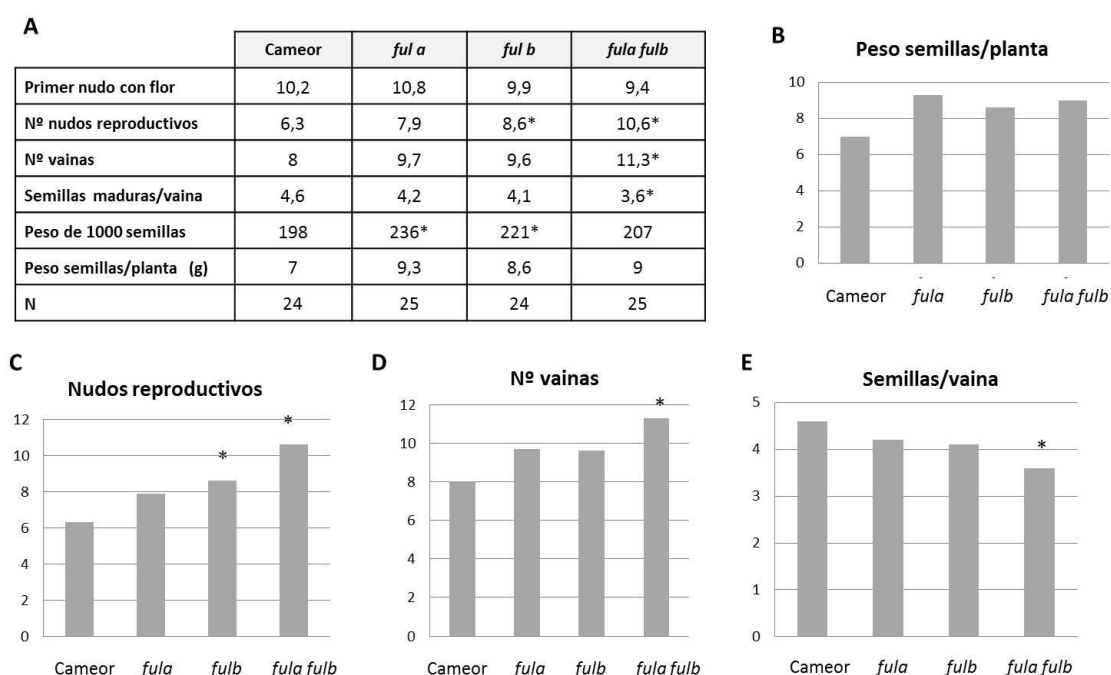 A
Cameor ful a ful b fula fulb
Primer nudo con flor 10,2 10,8 9,9 9,4
Nº nudos reproductivos 6,3 7,9 8,6* 10,6*
Nº vainas 8 9,7 9,6 11,3*
Semillas maduras/vaina 4,6 4,2 4,1 3,6*
Peso de 1000 semillas 198 236* 221* 207
Peso semillas/planta (g) 7 9,3 8,6 9
N 24 25 24 25
B
Peso semillas/planta
10
8
6
4
2
0
Cameor fula fulb fula fulb
C
Nudos reproductivos
12
10
8
6
4
2
0
* *
Cameor fula fulb fula fulb
D
Nº vainas
12
10
8
6
4
2
0
*
Cameor fula fulb fula fulb
E
Semillas/vaina
5
4
3
2
1
0
*
Cameor fula fulb fula fulb